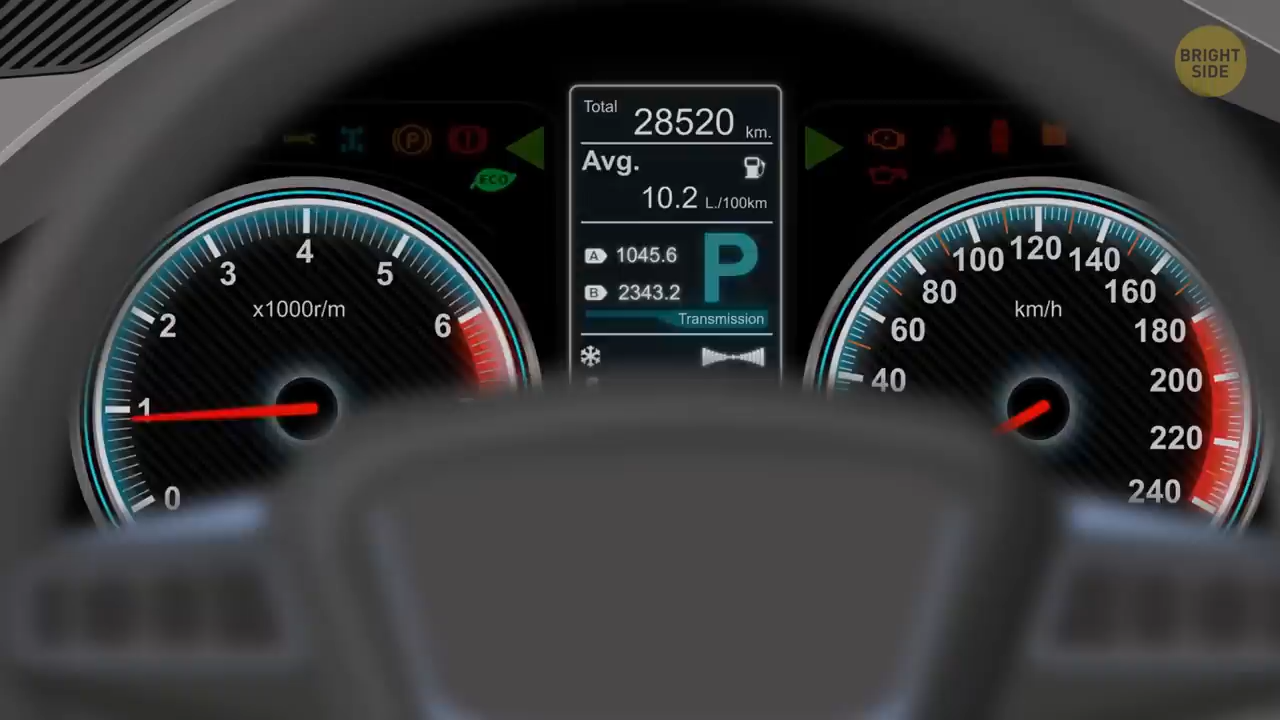 BRIGHT
SIDE
Total
28520 km.
Avg.
10.2 L./100km
A 1045.6
B 2343.2
P
Transmission
P
ECO
0
1
2
3
4
5
6
x1000r/m
40
60
80
100
120
140
160
180
200
220
240
km/h